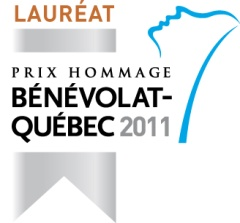 LAURÉAT
PRIX HOMMAGE
BÉNÉVOLAT-
QUÉBEC 2011